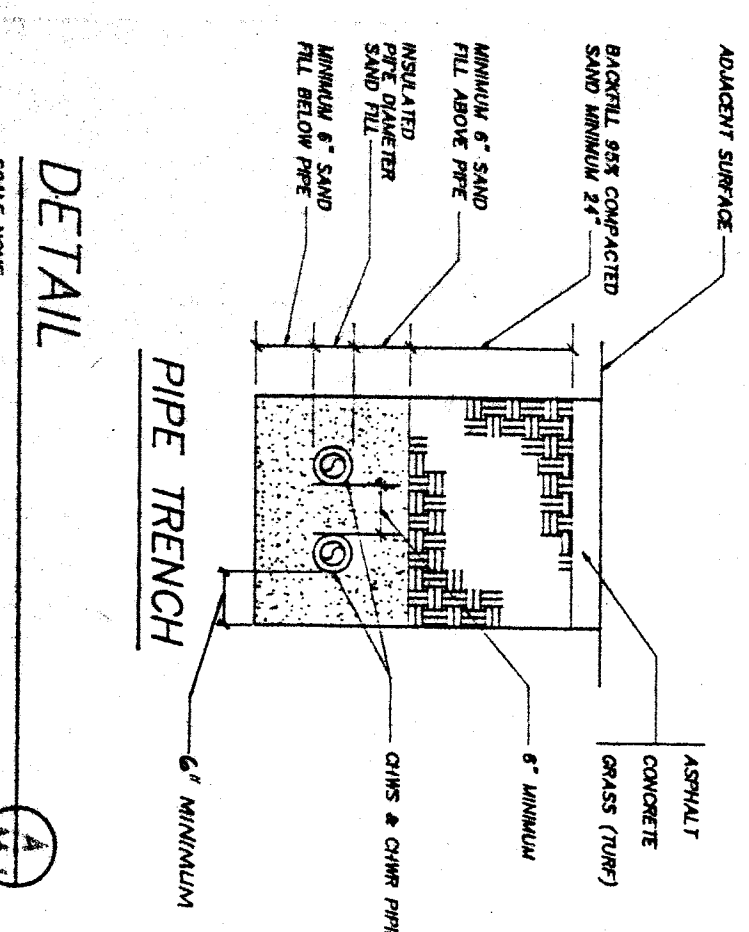 ADJACENT SURFACE
BACKFILL 95% COMPACTED
SAND MINIMUM 24"
MINIMUM 6" SAND
FILL ABOVE PIPE
INSULATED
PIPE DIAMETER
SAND FILL
MINIMUM 6" SAND
FILL BELOW PIPE
ASPHALT
CONCRETE
GRASS (TURF)
6" MINIMUM
CHWS & CHWR
6" MINIMUM
PIPE TRENCH
DETAIL
A